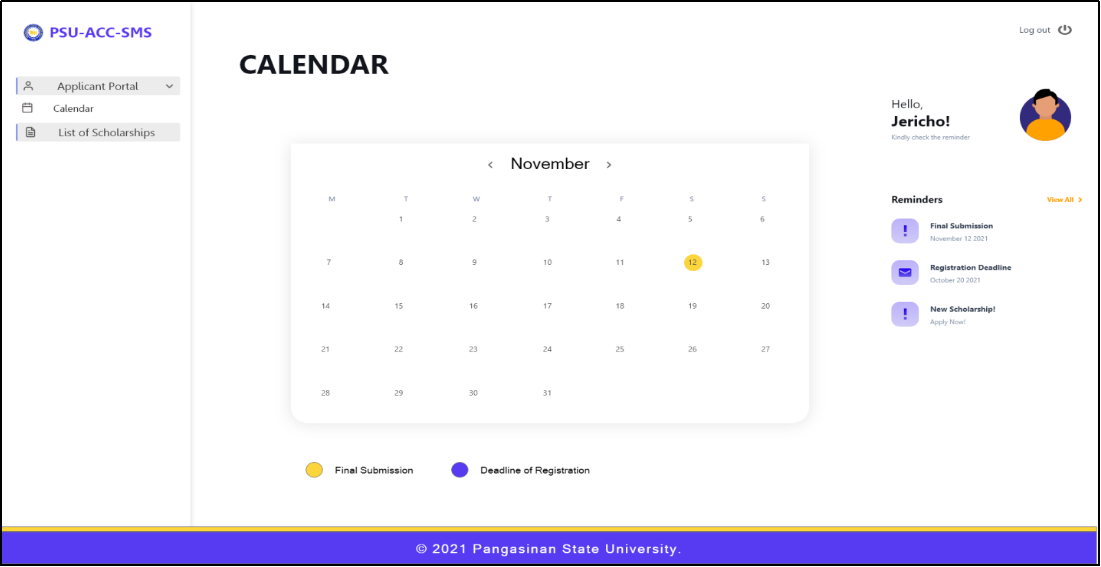 PSU-ACC-SMS
Applicant Portal
Calendar
List of Scholarships
Log out
CALENDAR
Hello,
Jericho!
Kindly check the reminder
November
M T W T F S S
1 2 3 4 5 6
7 8 9 10 11 12 13
14 15 16 17 18 19 20
21 22 23 24 25 26 27
28 29 30 31
Reminders View All
Final Submission
November 12 2021
Registration Deadline
October 20 2021
New Scholarship!
Apply Now!
Final Submission Deadline of Registration
© 2021 Pangasinan State University.